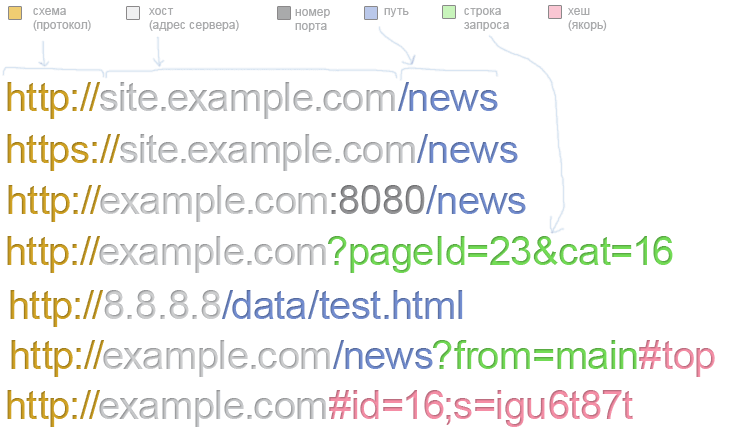 схема хост номер путь строка хеш
(протокол) (адрес сервера) порта запроса (якорь)
http://site.example.com/news
https://site.example.com/news
http://example.com:8080/news
http://example.com?pageId=23&cat=16
http://8.8.8.8/data/test.html
http://example.com/news?from=main#top
http://example.com#id=16;s=igu6t87t